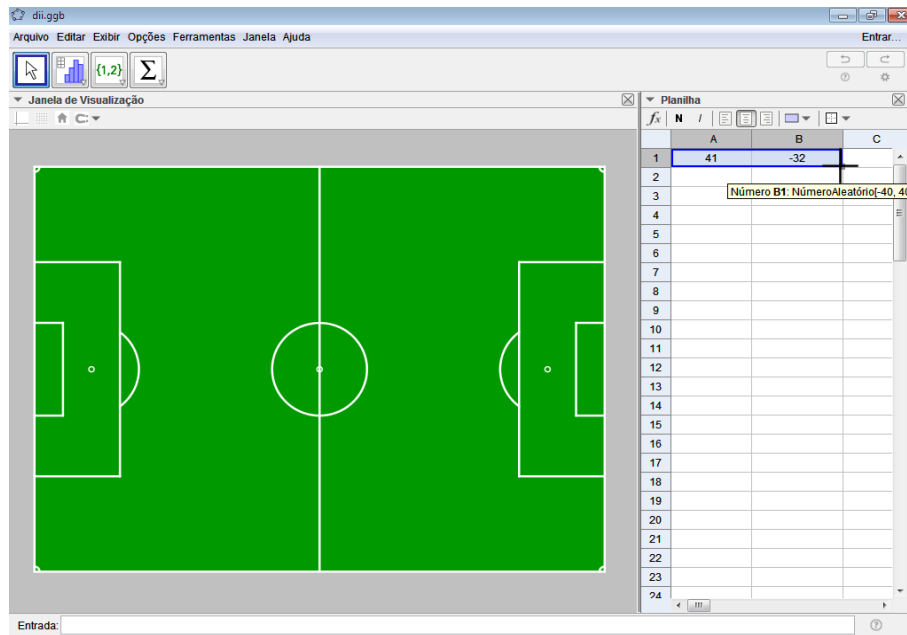 dii.ggb
Arquivo Editar Exibir Opções Ferramentas Janela Ajuda Entrar...
{1,2} Σ
Janela de Visualização
Planilha
fx N I
A B C
1 41 -32
2
Número B1: NúmeroAleatório[-40, 40
3
4
5
6
7
8
9
10
11
12
13
14
15
16
17
18
19
20
21
22
23
24
Entrada: